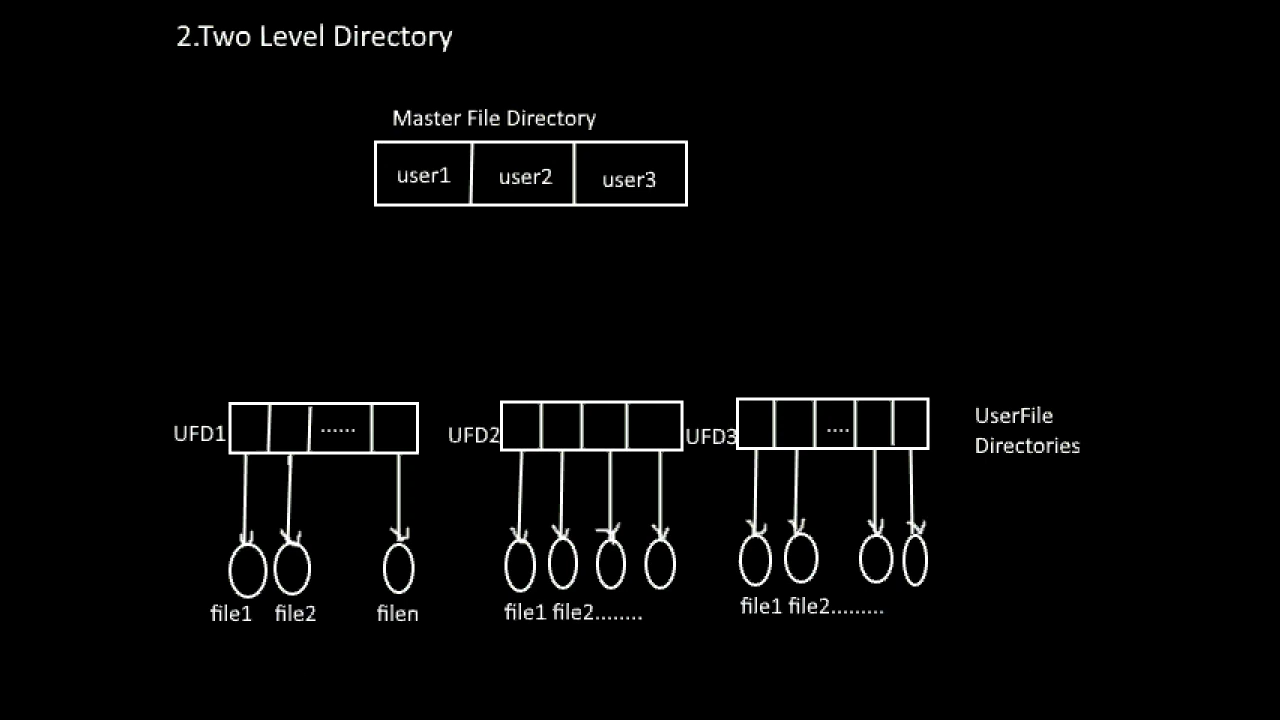 2.Two Level Directory
Master File Directory
user1 user2 user3
UFD1 ...... UFD2 UFD3 .... UserFile
Directories
file1 file2 filen file1 file2........ file1 file2.........